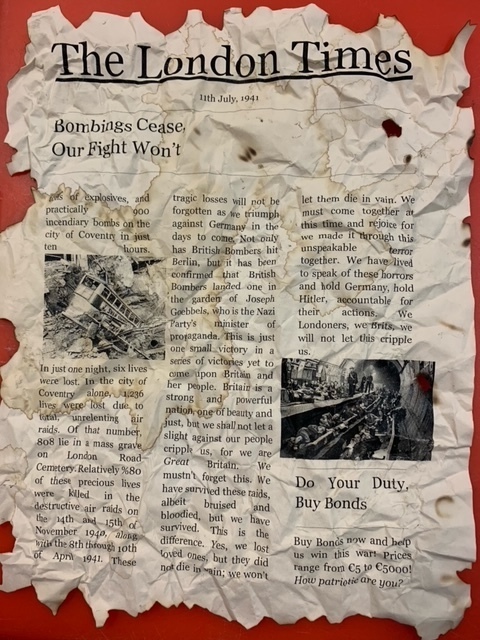 The London Times
11th July, 1941
Bombings Cease,
Our Fight Won't
of explosives, and
practically 900
incendiary bombs on the
city of Coventry in just
ten hours.
In just one night, six lives
were lost. In the city of
Coventry alone, 1,236
lives were lost due to
unrelenting air
raids. Of that number,
808 lie in a mass grave
on London Road
Cemetery. Relatively %80
of these precious lives
were killed in the
destructive air raids on
the 14th and 15th of
November 1940, along
with the 8th through 10th
of April 1941. These
tragic losses will not be
forgotten as we triumph
against Germany in the
days to come. Not only
has British Bombers hit
Berlin, but it has been
confirmed that British
Bombers landed one in
the garden of Joseph
Goebbels, who is the Nazi
Party's minister of
propaganda. This is just
one small victory in a
series of victories yet to
come upon Britain and
her people. Britain is a
strong and powerful
nation, one of beauty and
just, but we shall not let a
slight against our people
cripple us, for we are
Great Britain. We
mustn't forget this. We
have survived these raids,
albeit bruised and
bloodied, but we have
survived. This is the
difference. Yes, we lost
loved ones, but they did
not die in vain; we won't
let them die in vain. We
must come together at
this time and rejoice for
we made it through this
unspeakable terror
together. We have lived
to speak of these horrors
and hold Germany, hold
Hitler, accountable for
their actions. We
Londoners, we Brits, we
will not let this cripple
us.
Do Your Duty,
Buy Bonds
Buy Bonds now and help
us win this war! Prices
range from €5 to €5000!
How patriotic are you?